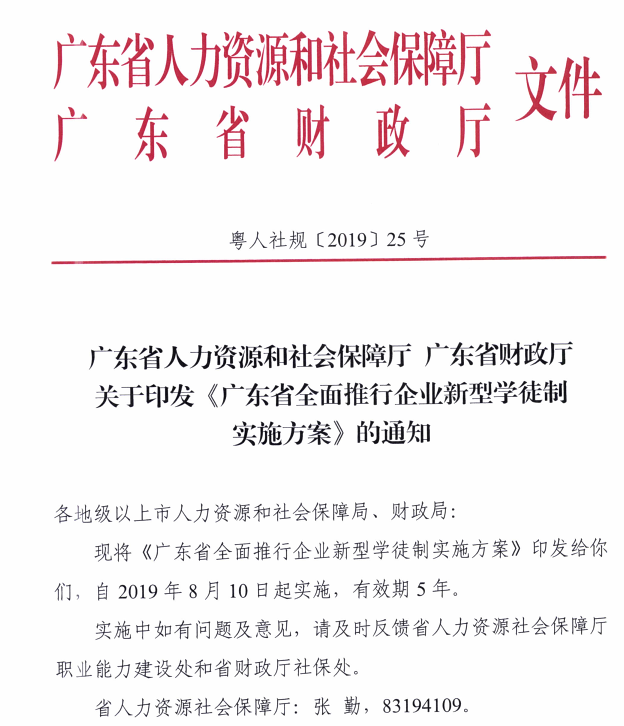 广东省人力资源和社会保障厅
文件
广东省财政厅
粤人社规〔2019〕25号
广东省人力资源和社会保障厅 广东省财政厅
关于印发《广东省全面推行企业新型学徒制
实施方案》的通知
各地级以上市人力资源和社会保障局、财政局：
现将《广东省全面推行企业新型学徒制实施方案》印发给你
们，自 2019 年 8 月 10 日起实施，有效期 5 年。
实施中如有问题及意见，请及时反馈省人力资源社会保障厅
职业能力建设处和省财政厅社保处。
省人力资源社会保障厅：张 勤，83194109。